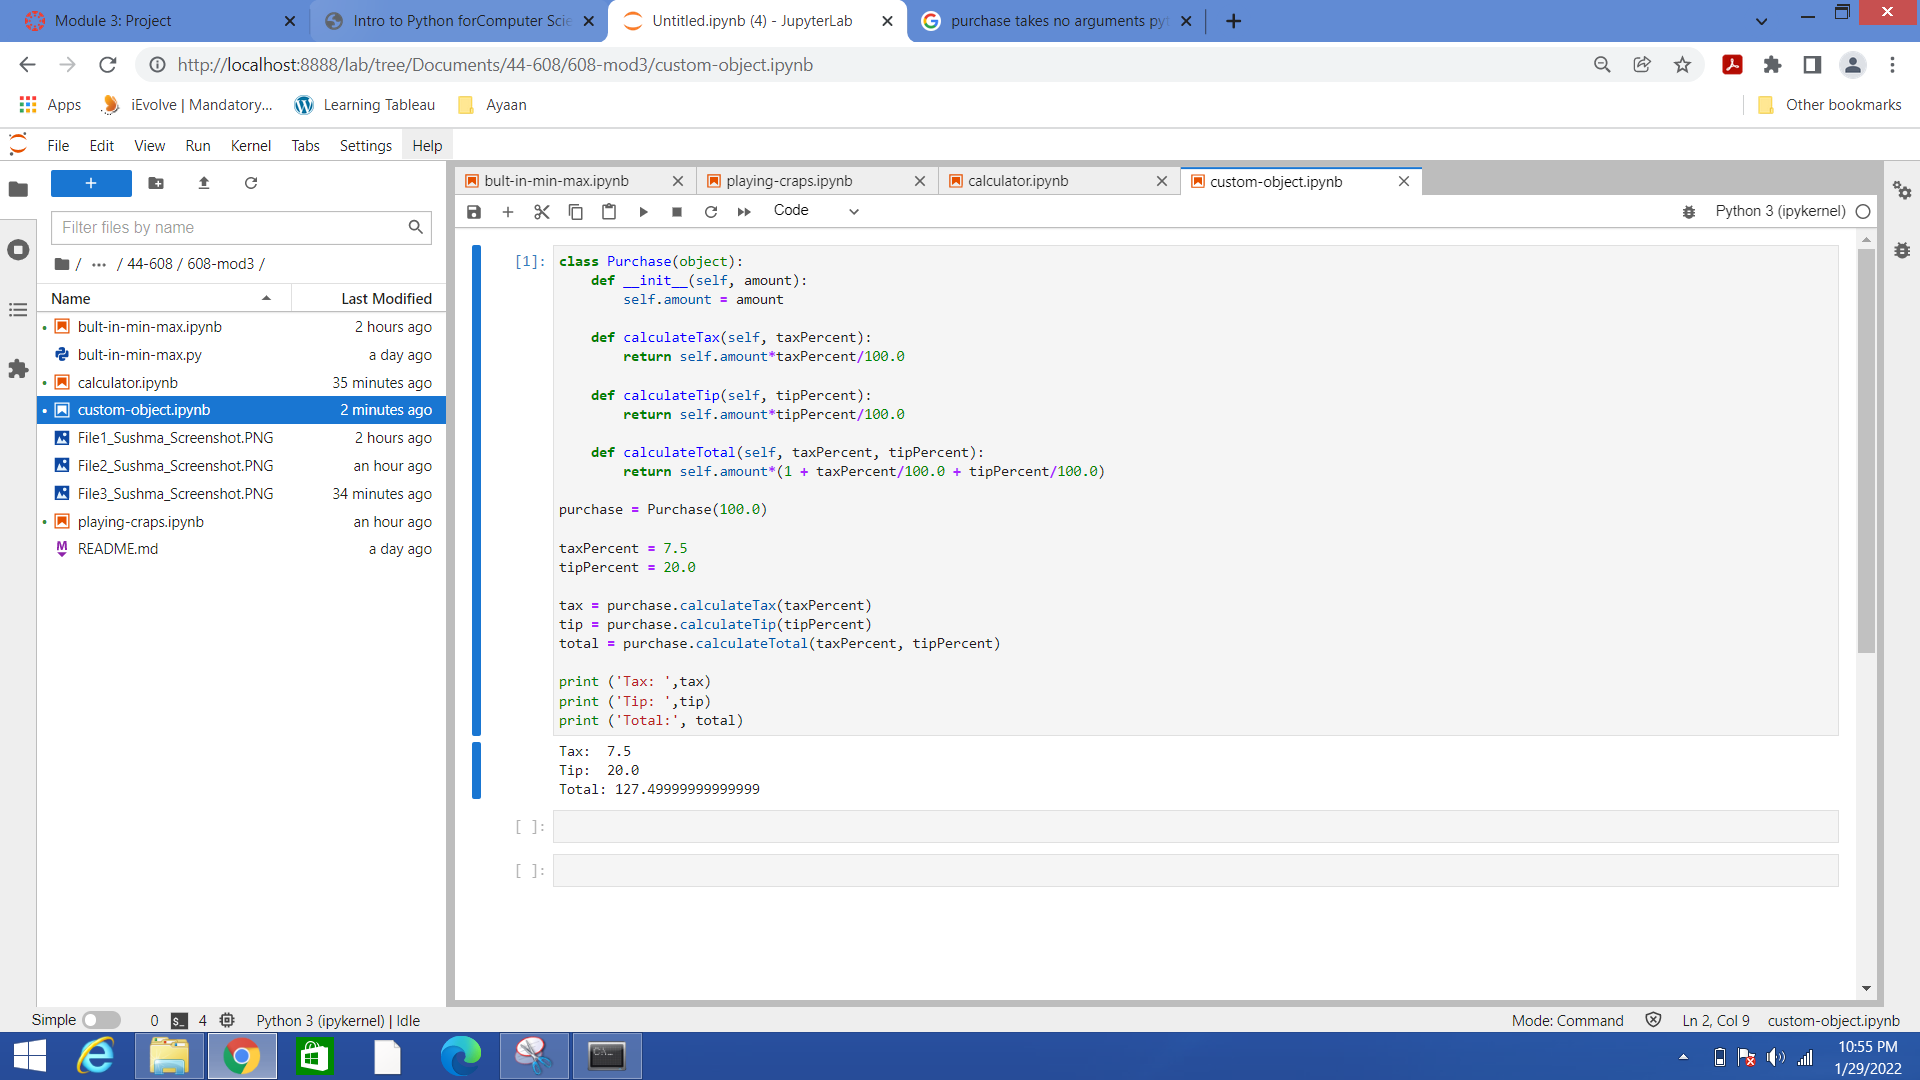 Module 3: Project
Intro to Python forComputer Scie
Untitled.ipynb (4) - JupyterLab
purchase takes no arguments pyt
http://localhost:8888/lab/tree/Documents/44-608/608-mod3/custom-object.ipynb
Apps
iEvolve | Mandatory...
Learning Tableau
Ayaan
Other bookmarks
File Edit View Run Kernel Tabs Settings Help
bult-in-min-max.ipynb
playing-craps.ipynb
calculator.ipynb
custom-object.ipynb
Code
Python 3 (ipykernel)
Filter files by name
/ ··· / 44-608 / 608-mod3 /
Name Last Modified
bult-in-min-max.ipynb 2 hours ago
bult-in-min-max.py a day ago
calculator.ipynb 35 minutes ago
custom-object.ipynb 2 minutes ago
File1_Sushma_Screenshot.PNG 2 hours ago
File2_Sushma_Screenshot.PNG an hour ago
File3_Sushma_Screenshot.PNG 34 minutes ago
playing-craps.ipynb an hour ago
README.md a day ago
[1]: class Purchase(object):
def __init__(self, amount):
self.amount = amount
def calculateTax(self, taxPercent):
return self.amount*taxPercent/100.0
def calculateTip(self, tipPercent):
return self.amount*tipPercent/100.0
def calculateTotal(self, taxPercent, tipPercent):
return self.amount*(1 + taxPercent/100.0 + tipPercent/100.0)
purchase = Purchase(100.0)
taxPercent = 7.5
tipPercent = 20.0
tax = purchase.calculateTax(taxPercent)
tip = purchase.calculateTip(tipPercent)
total = purchase.calculateTotal(taxPercent, tipPercent)
print ('Tax: ',tax)
print ('Tip: ',tip)
print ('Total:', total)
Tax:  7.5
Tip:  20.0
Total: 127.49999999999999
[ ]:
[ ]:
Simple 0 4 Python 3 (ipykernel) | Idle
Mode: Command Ln 2, Col 9 custom-object.ipynb
10:55 PM
1/29/2022